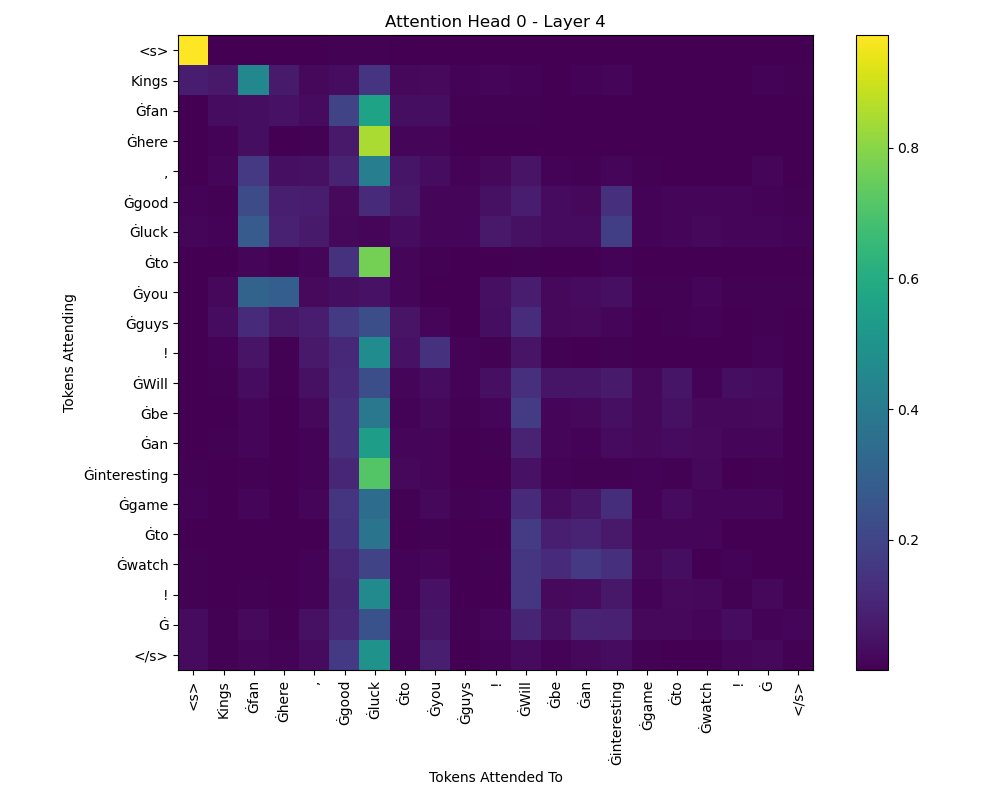 Attention Head 0 - Layer 4
Tokens Attending
<s>
Kings
Ġfan
Ġhere
,
Ġgood
Ġluck
Ġto
Ġyou
Ġguys
!
ĠWill
Ġbe
Ġan
Ġinteresting
Ġgame
Ġto
Ġwatch
!
Ġ
</s>
<s>
Kings
Ġfan
Ġhere
,
Ġgood
Ġluck
Ġto
Ġyou
Ġguys
!
ĠWill
Ġbe
Ġan
Ġinteresting
Ġgame
Ġto
Ġwatch
!
Ġ
</s>
Tokens Attended To
0.8
0.6
0.4
0.2